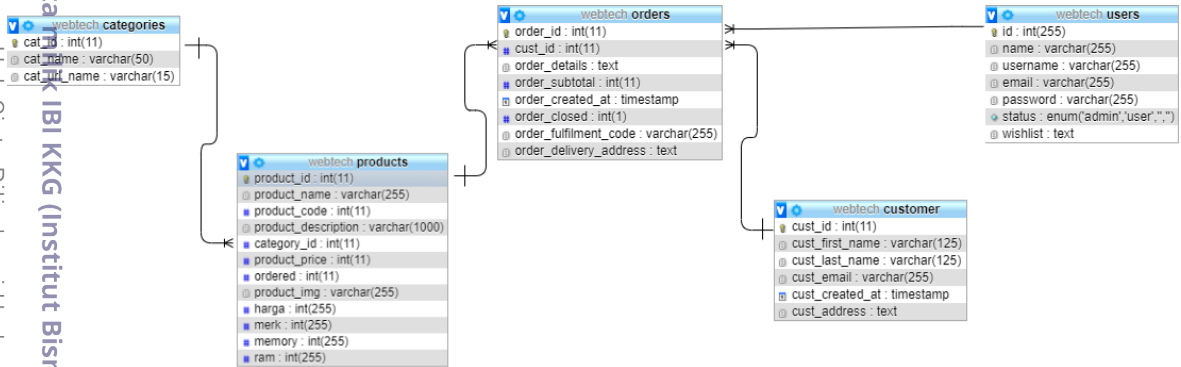 webtech categories
cat_id : int(11)
cat_name : varchar(50)
cat_url_name : varchar(15)
webtech products
product_id : int(11)
product_name : varchar(255)
product_code : int(11)
product_description : varchar(1000)
category_id : int(11)
product_price : int(11)
ordered : int(11)
product_img : varchar(255)
harga : int(255)
merk : int(255)
memory : int(255)
ram : int(255)
webtech orders
order_id : int(11)
cust_id : int(11)
order_details : text
order_subtotal : int(11)
order_created_at : timestamp
order_closed : int(1)
order_fulfilment_code : varchar(255)
order_delivery_address : text
webtech users
id : int(255)
name : varchar(255)
username : varchar(255)
email : varchar(255)
password : varchar(255)
status : enum('admin','user','','')
wishlist : text
webtech customer
cust_id : int(11)
cust_first_name : varchar(125)
cust_last_name : varchar(125)
cust_email : varchar(255)
cust_created_at : timestamp
cust_address : text
milik IBI KKG (Institut